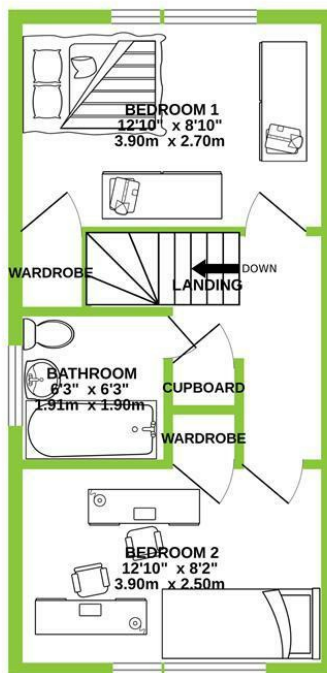 BEDROOM 1
12'10" x 8'10"
3.90m x 2.70m
WARDROBE
DOWN
LANDING
BATHROOM
6'3" x 6'3"
1.91m x 1.90m
CUPBOARD
WARDROBE
BEDROOM 2
12'10" x 8'2"
3.90m x 2.50m